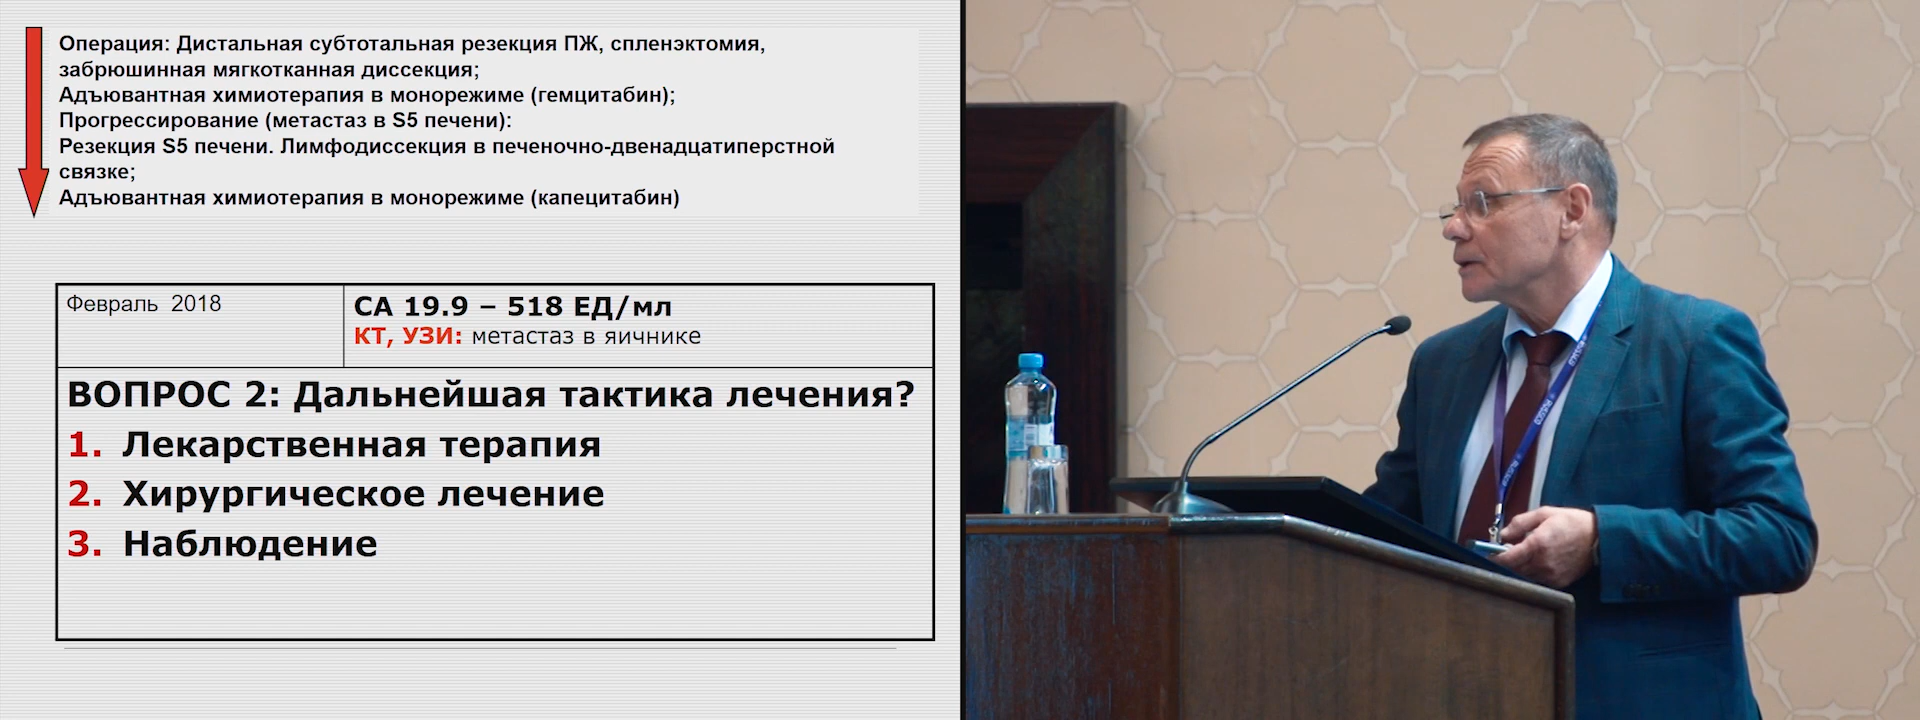 Операция: Дистальная субтотальная резекция ПЖ, спленэктомия,
забрюшинная мягкотканная диссекция;
Адъювантная химиотерапия в монорежиме (гемцитабин);
Прогрессирование (метастаз в S5 печени):
Резекция S5 печени. Лимфодиссекция в печеночно-двенадцатиперстной
связке;
Адъювантная химиотерапия в монорежиме (капецитабин)
Февраль 2018
СА 19.9 – 518 ЕД/мл
КТ, УЗИ: метастаз в яичнике
ВОПРОС 2: Дальнейшая тактика лечения?
1. Лекарственная терапия
2. Хирургическое лечение
3. Наблюдение
RUSSCO